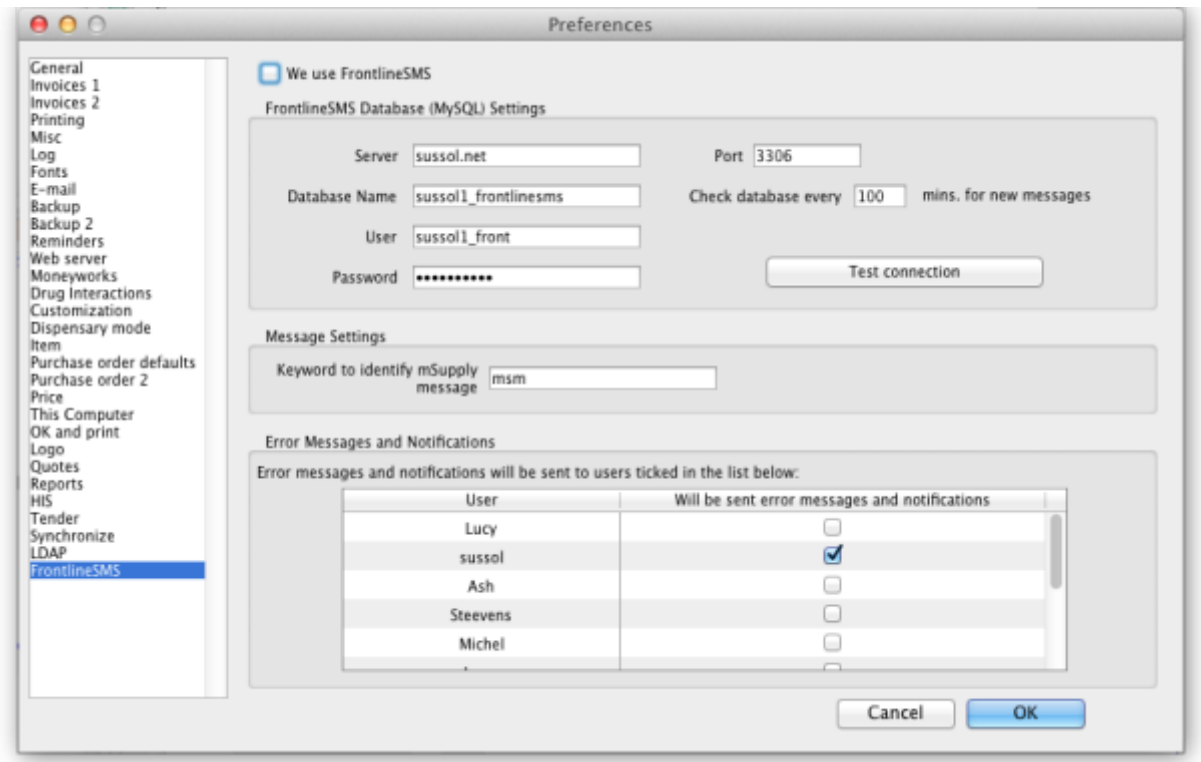 Preferences
General
Invoices 1
Invoices 2
Printing
Misc
Log
Fonts
E-mail
Backup
Backup 2
Reminders
Web server
Moneyworks
Drug Interactions
Customization
Dispensary mode
Item
Purchase order defaults
Purchase order 2
Price
This Computer
OK and print
Logo
Quotes
Reports
HIS
Tender
Synchronize
LDAP
FrontlineSMS
We use FrontlineSMS
FrontlineSMS Database (MySQL) Settings
Server sussol.net Port 3306
Database Name sussol1_frontlinesms Check database every 100 mins. for new messages
User sussol1_front
Password •••••••••• Test connection
Message Settings
Keyword to identify mSupply
message msm
Error Messages and Notifications
Error messages and notifications will be sent to users ticked in the list below:
User Will be sent error messages and notifications
Lucy
sussol
Ash
Steevens
Michel
Cancel OK